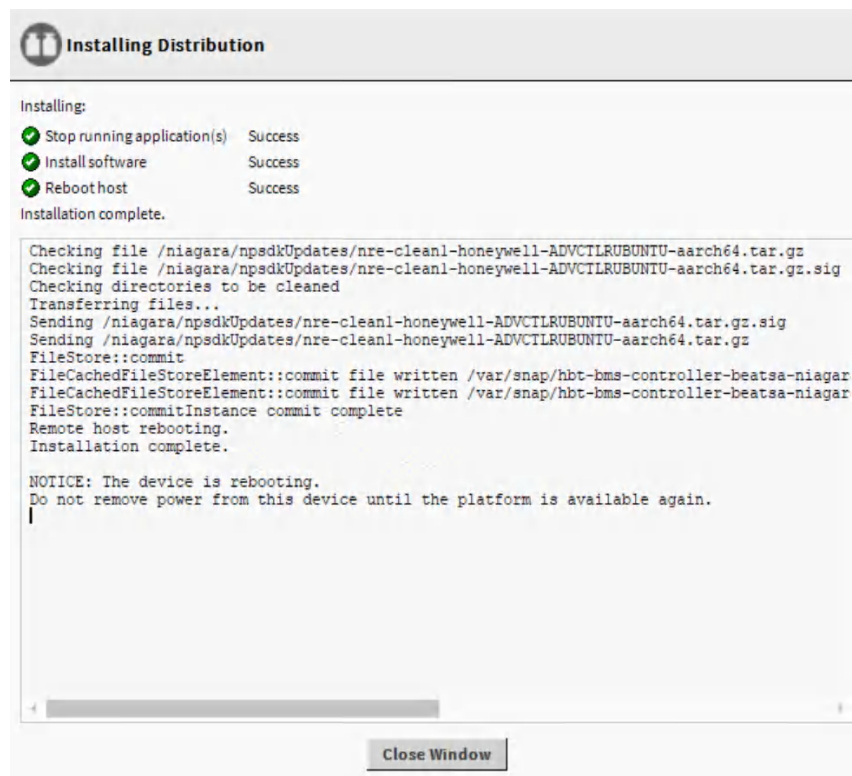 Installing Distribution
Installing:
Stop running application(s) Success
Install software Success
Reboot host Success
Installation complete.
Checking file /niagara/npsdkUpdates/nre-clean1-honeywell-ADVCTLRUBUNTU-aarch64.tar.gz
Checking file /niagara/npsdkUpdates/nre-clean1-honeywell-ADVCTLRUBUNTU-aarch64.tar.gz.sig
Checking directories to be cleaned
Transferring files...
Sending /niagara/npsdkUpdates/nre-clean1-honeywell-ADVCTLRUBUNTU-aarch64.tar.gz.sig
Sending /niagara/npsdkUpdates/nre-clean1-honeywell-ADVCTLRUBUNTU-aarch64.tar.gz
FileStore::commit
FileCachedFileStoreElement::commit file written /var/snap/hbt-bms-controller-beatsa-niagar
FileCachedFileStoreElement::commit file written /var/snap/hbt-bms-controller-beatsa-niagar
FileStore::commitInstance commit complete
Remote host rebooting.
Installation complete.
NOTICE: The device is rebooting.
Do not remove power from this device until the platform is available again.
Close Window